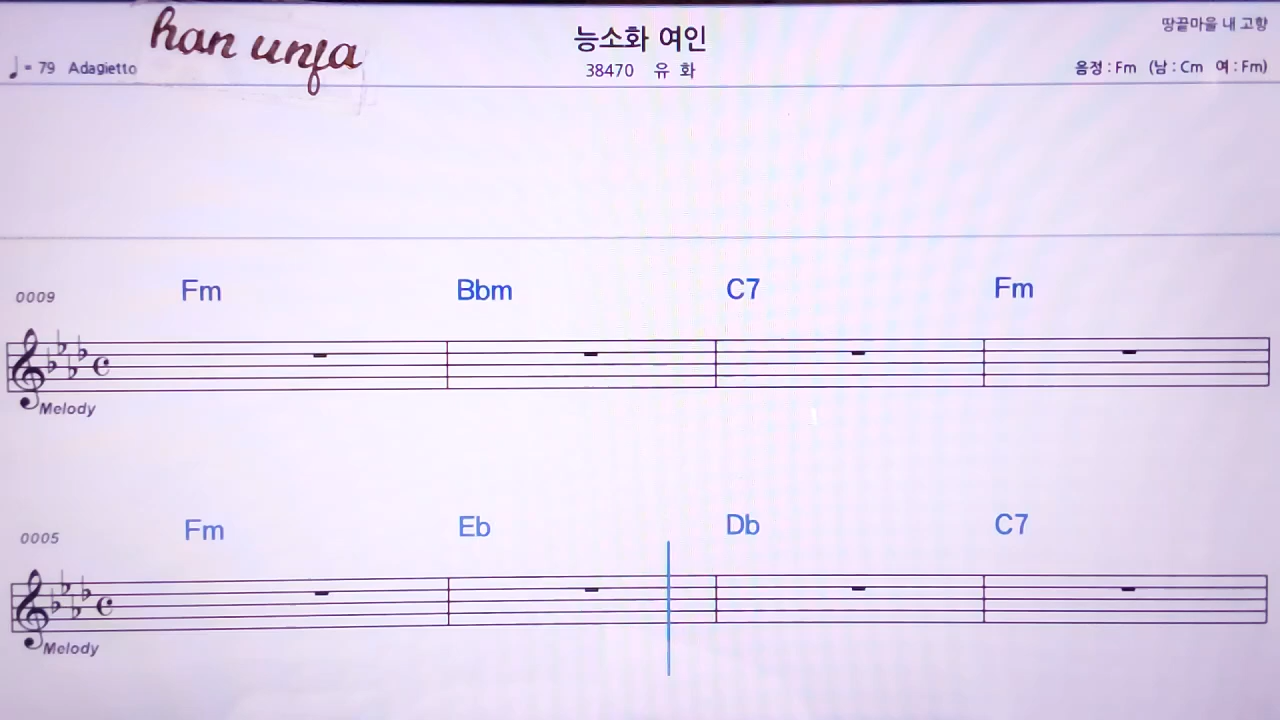 han unfa
능소화 여인
땅끝마을 내 고향
♩= 79 Adagietto
38470 유 화
음정 : Fm (남 : Cm 여 : Fm)
0009 Fm Bbm C7 Fm
Melody
0005 Fm Eb Db C7
Melody